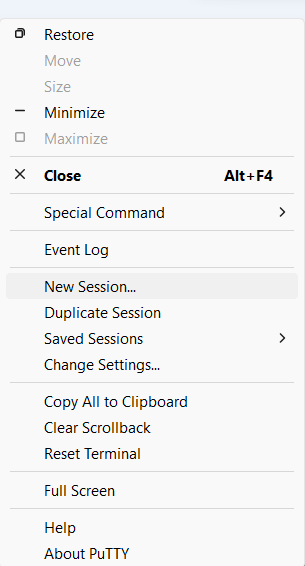 Restore
Move
Size
Minimize
Maximize
Close Alt+F4
Special Command
Event Log
New Session...
Duplicate Session
Saved Sessions
Change Settings...
Copy All to Clipboard
Clear Scrollback
Reset Terminal
Full Screen
Help
About PuTTY